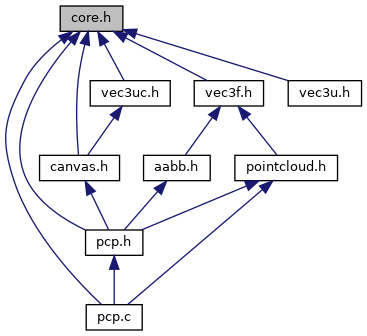 core.h
vec3uc.h
vec3f.h
vec3u.h
canvas.h
aabb.h
pointcloud.h
pcp.h
pcp.c